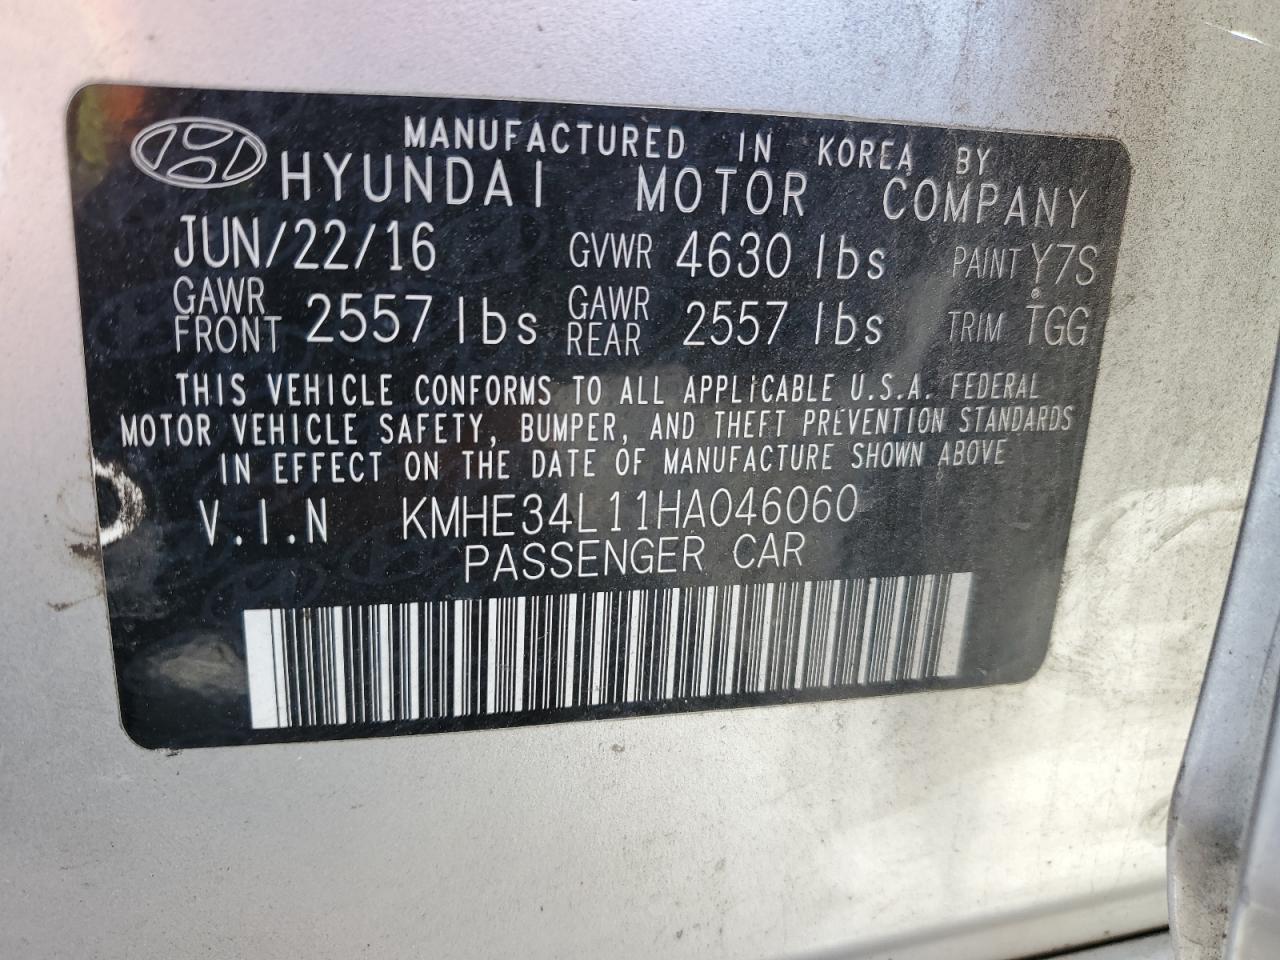 MANUFACTURED IN KOREA BY
HYUNDAI MOTOR COMPANY
JUN/22/16 GVWR 4630 lbs PAINT Y7S
GAWR FRONT 2557 lbs GAWR REAR 2557 lbs TRIM TGG
THIS VEHICLE CONFORMS TO ALL APPLICABLE U.S.A. FEDERAL
MOTOR VEHICLE SAFETY, BUMPER, AND THEFT PREVENTION STANDARDS
IN EFFECT ON THE DATE OF MANUFACTURE SHOWN ABOVE
V.I.N KMHE34L11HA046060
PASSENGER CAR